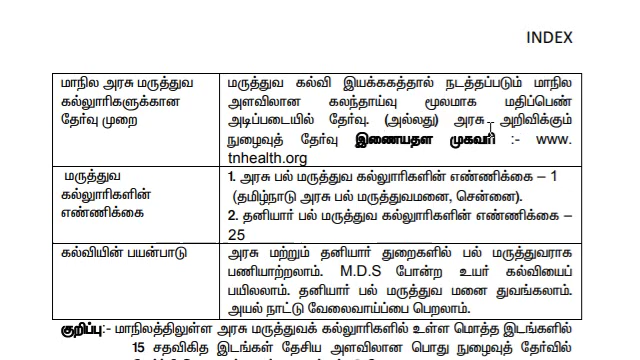 INDEX
மாநில அரசு மருத்துவ
கல்லூரிகளுக்கான
தேர்வு முறை
மருத்துவ கல்வி இயக்ககத்தால் நடத்தப்படும் மாநில
அளவிலான கலந்தாய்வு மூலமாக மதிப்பெண்
அடிப்படையில் தேர்வு. (அல்லது) அரசு அறிவிக்கும்
நுழைவுத் தேர்வு இணையதள முகவரி :- www.
tnhealth.org
மருத்துவ
கல்லூரிகளின்
எண்ணிக்கை
1. அரசு பல் மருத்துவ கல்லூரிகளின் எண்ணிக்கை – 1
(தமிழ்நாடு அரசு பல் மருத்துவமனை, சென்னை).
2. தனியார் பல் மருத்துவ கல்லூரிகளின் எண்ணிக்கை –
25
கல்வியின் பயன்பாடு
அரசு மற்றும் தனியார் துறைகளில் பல் மருத்துவராக
பணியாற்றலாம். M.D.S போன்ற உயர் கல்வியைப்
பயிலலாம். தனியார் பல் மருத்துவ மனை துவங்கலாம்.
அயல் நாட்டு வேலைவாய்ப்பை பெறலாம்.
குறிப்பு:- மாநிலத்திலுள்ள அரசு மருத்துவக் கல்லூரிகளில் உள்ள மொத்த இடங்களில்
15 சதவிகித இடங்கள் தேசிய அளவிலான பொது நுழைவுத் தேர்வில்